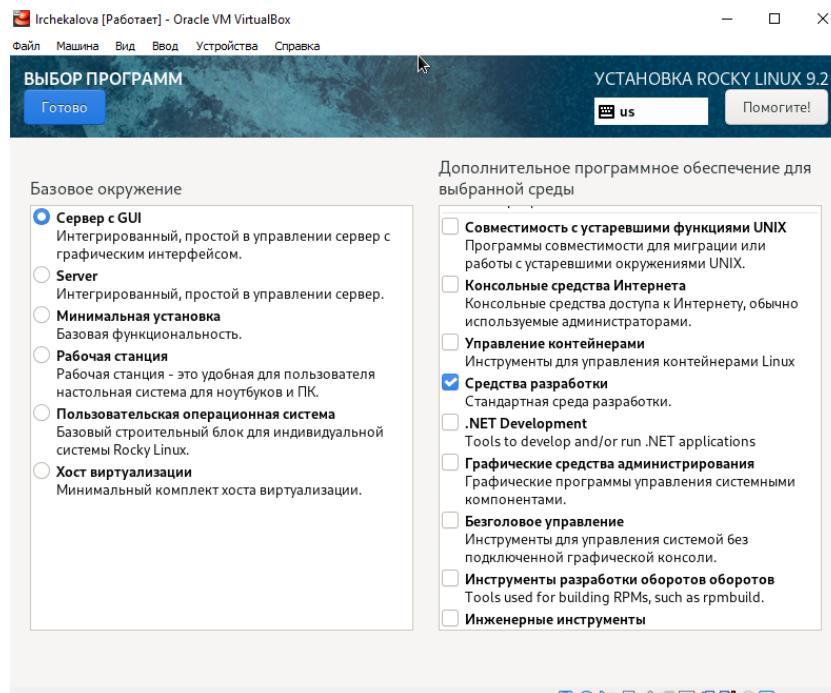 Irchekalova [Работает] - Oracle VM VirtualBox
Файл Машина Вид Ввод Устройства Справка
ВЫБОР ПРОГРАММ
УСТАНОВКА ROCKY LINUX 9.2
Готово
us
Помогите!
Базовое окружение
Сервер с GUI
Интегрированный, простой в управлении сервер с
графическим интерфейсом.
Server
Интегрированный, простой в управлении сервер.
Минимальная установка
Базовая функциональность.
Рабочая станция
Рабочая станция - это удобная для пользователя
настольная система для ноутбуков и ПК.
Пользовательская операционная система
Базовый строительный блок для индивидуальной
системы Rocky Linux.
Хост виртуализации
Минимальный комплект хоста виртуализации.
Дополнительное программное обеспечение для
выбранной среды
Совместимость с устаревшими функциями UNIX
Программы совместимости для миграции или
работы с устаревшими окружениями UNIX.
Консольные средства Интернета
Консольные средства доступа к Интернету, обычно
используемые администраторами.
Управление контейнерами
Инструменты для управления контейнерами Linux
Средства разработки
Стандартная среда разработки.
.NET Development
Tools to develop and/or run .NET applications
Графические средства администрирования
Графические программы управления системными
компонентами.
Безголовое управление
Инструменты для управления системой без
подключенной графической консоли.
Инструменты разработки оборотов оборотов
Tools used for building RPMs, such as rpmbuild.
Инженерные инструменты